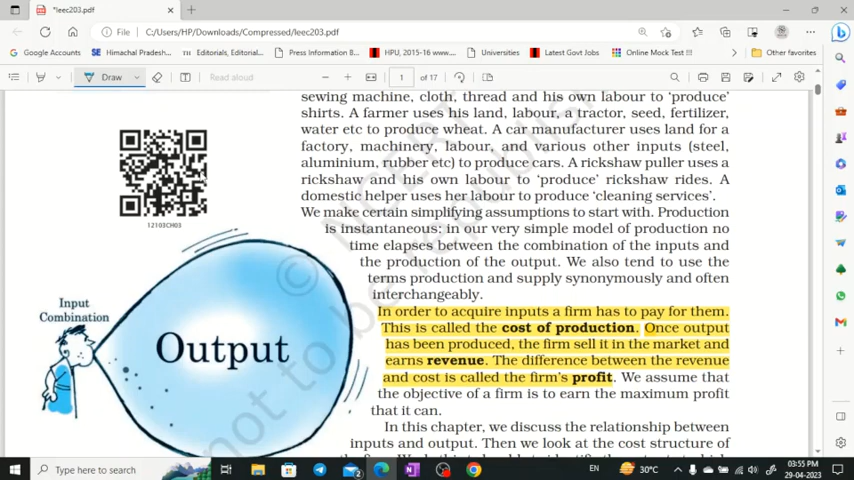 *leec203.pdf
File
C:/Users/HP/Downloads/Compressed/leec203.pdf
Google Accounts
Himachal Pradesh...
Editorials, Editorial...
Press Information B...
HPU, 2015-16 www....
Universities
Latest Govt Jobs
Online Mock Test !!!
Other favorites
Draw
Read aloud
1 of 17
sewing machine, cloth, thread and his own labour to ‘produce’
shirts. A farmer uses his land, labour, a tractor, seed, fertilizer,
water etc to produce wheat. A car manufacturer uses land for a
factory, machinery, labour, and various other inputs (steel,
aluminium, rubber etc) to produce cars. A rickshaw puller uses a
rickshaw and his own labour to ‘produce’ rickshaw rides. A
domestic helper uses her labour to produce ‘cleaning services’.
We make certain simplifying assumptions to start with. Production
is instantaneous: in our very simple model of production no
time elapses between the combination of the inputs and
the production of the output. We also tend to use the
terms production and supply synonymously and often
interchangeably.
In order to acquire inputs a firm has to pay for them.
This is called the cost of production. Once output
has been produced, the firm sell it in the market and
earns revenue. The difference between the revenue
and cost is called the firm’s profit. We assume that
the objective of a firm is to earn the maximum profit
that it can.
In this chapter, we discuss the relationship between
inputs and output. Then we look at the cost structure of
12103CH03
Input
Combination
Output
© NCERT
not to be republished
Type here to search
EN
30°C
03:55 PM
29-04-2023